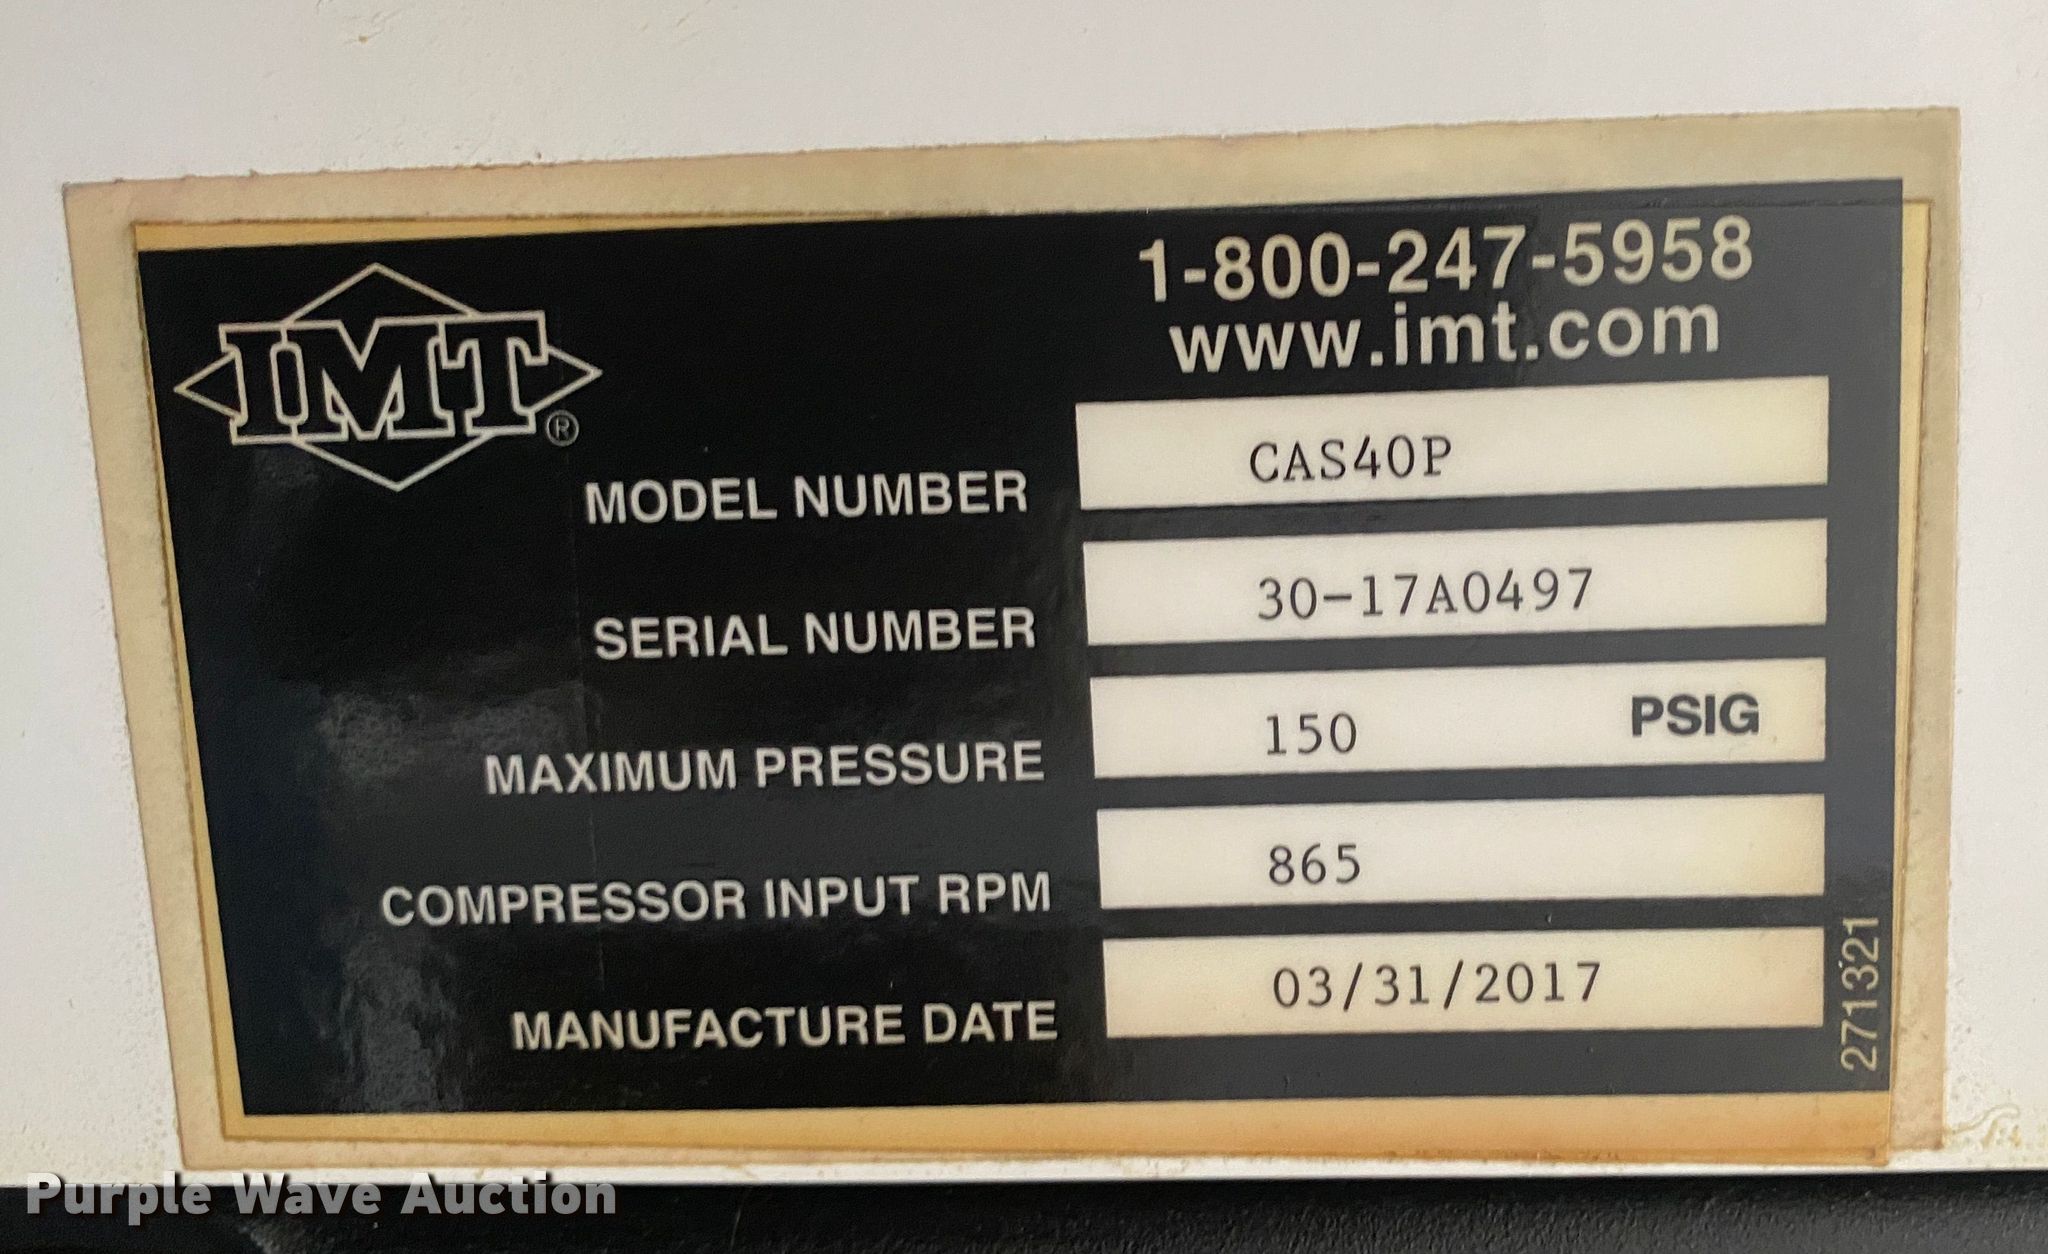 1-800-247-5958
www.imt.com
IMT®
MODEL NUMBER CAS40P
SERIAL NUMBER 30-17A0497
MAXIMUM PRESSURE 150 PSIG
COMPRESSOR INPUT RPM 865
MANUFACTURE DATE 03/31/2017
271321
Purple Wave Auction